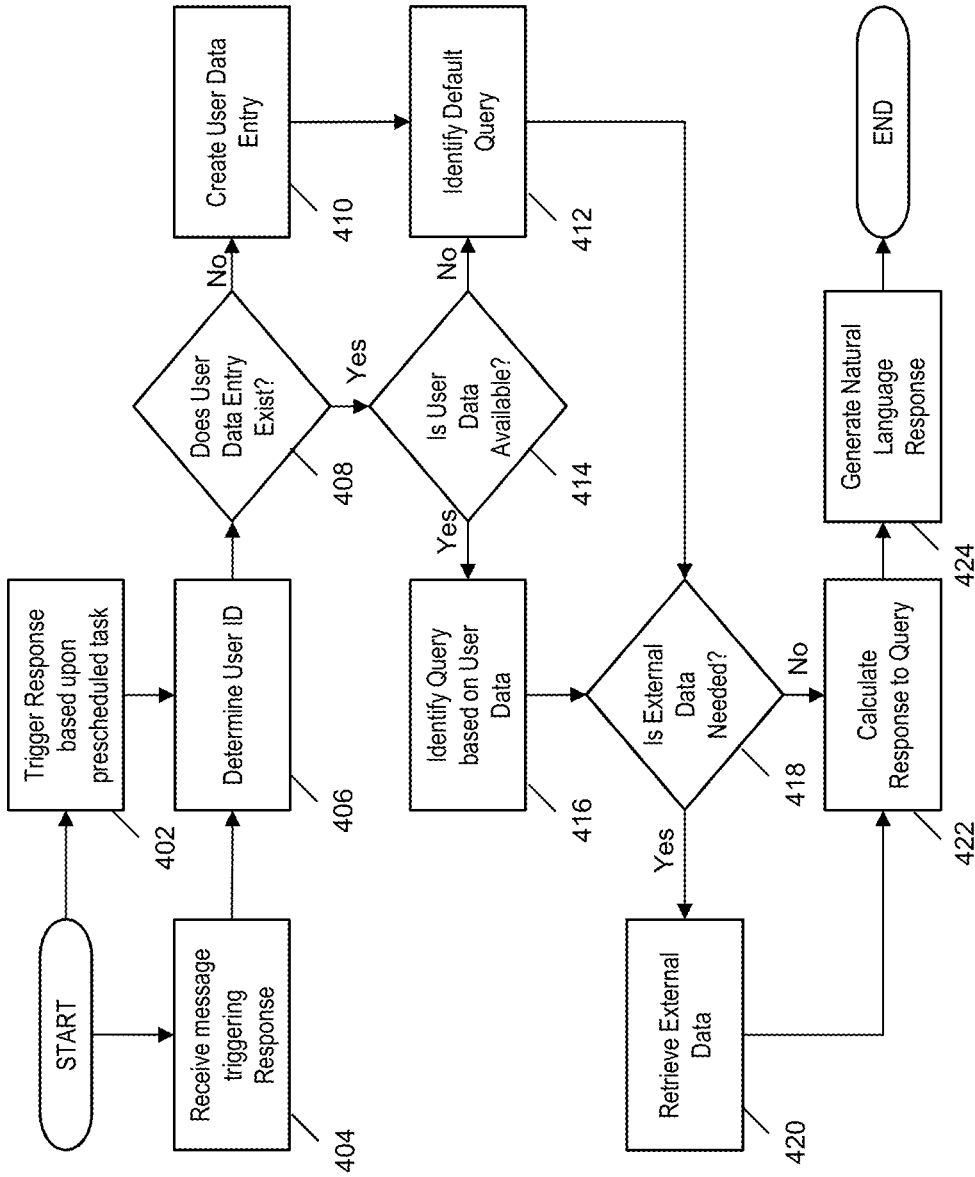 START
Trigger Response
based upon
prescheduled task
402
Receive message
triggering
Response
404
Determine User ID
406
Does User
Data Entry
Exist?
408
No
Yes
Create User Data
Entry
410
Is User
Data
Available?
414
No
Yes
Identify Default
Query
412
Identify Query
based on User
Data
416
Is External
Data
Needed?
418
Yes
No
Retrieve External
Data
420
Calculate
Response to Query
422
Generate Natural
Language
Response
424
END